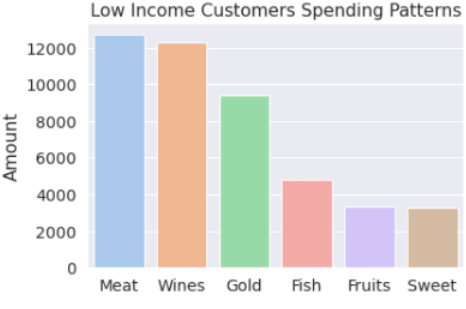 Low Income Customers Spending Patterns
12000
10000
8000
6000
4000
2000
0
Amount
Meat Wines Gold Fish Fruits Sweet